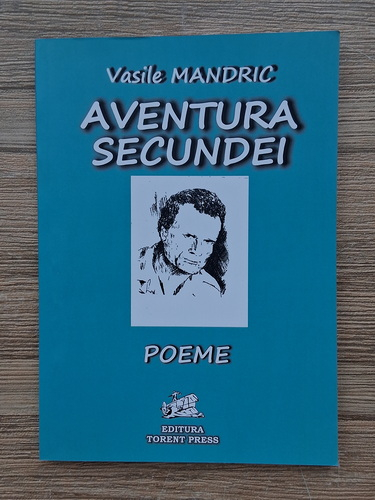 Vasile MANDRIC
AVENTURA
SECUNDEI
POEME
EDITURA
TORENT PRESS